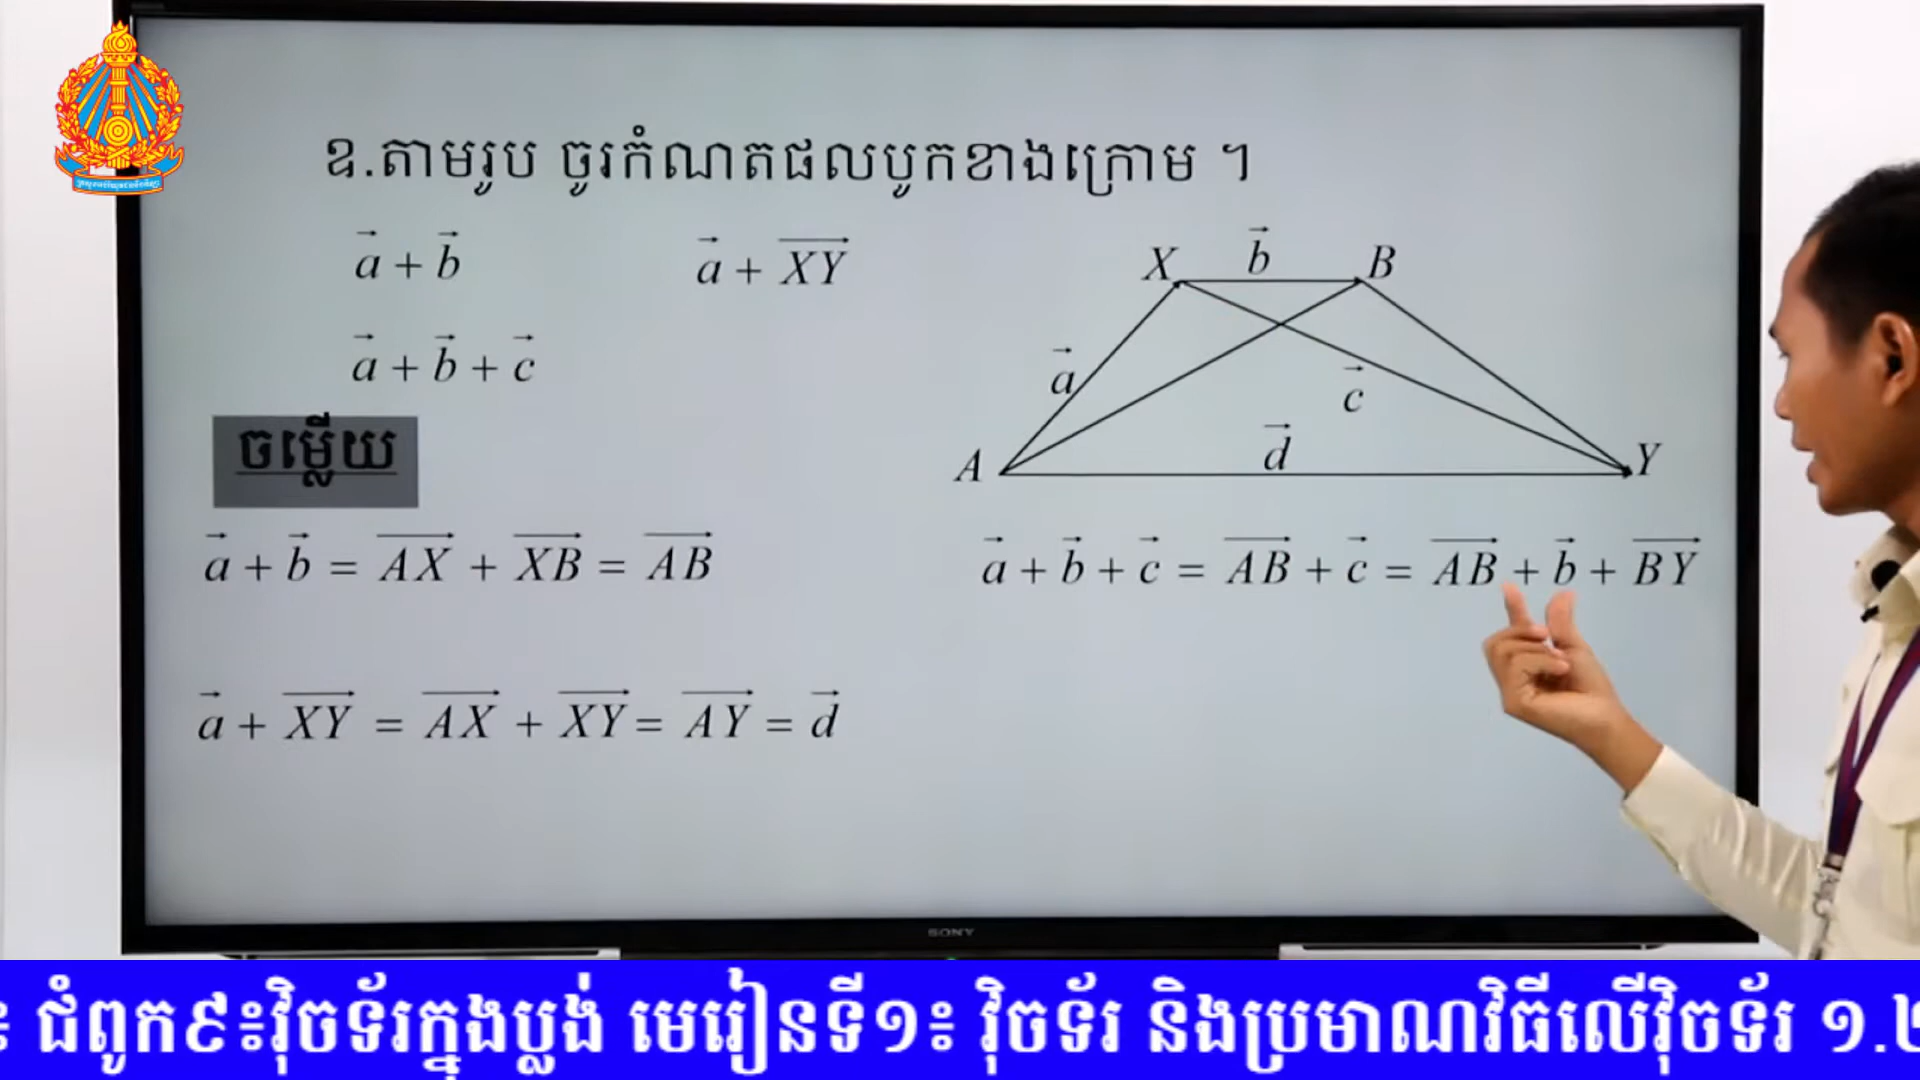 ឧ.តាមរូប ចូរកំណត់ផលបូកខាងក្រោម ។
a⃗ + b⃗
a⃗ + XY⃗
a⃗ + b⃗ + c⃗
X b⃗ B
a⃗
c⃗
A d⃗ Y
ចម្លើយ
a⃗ + b⃗ = AX⃗ + XB⃗ = AB⃗
a⃗ + b⃗ + c⃗ = AB⃗ + c⃗ = AB⃗ + b⃗ + BY⃗
a⃗ + XY⃗ = AX⃗ + XY⃗ = AY⃗ = d⃗
SONY
ជំពូក៩៖វ៉ិចទ័រក្នុងប្លង់ មេរៀនទី១៖ វ៉ិចទ័រ និងប្រមាណវិធីលើវ៉ិចទ័រ ១.២